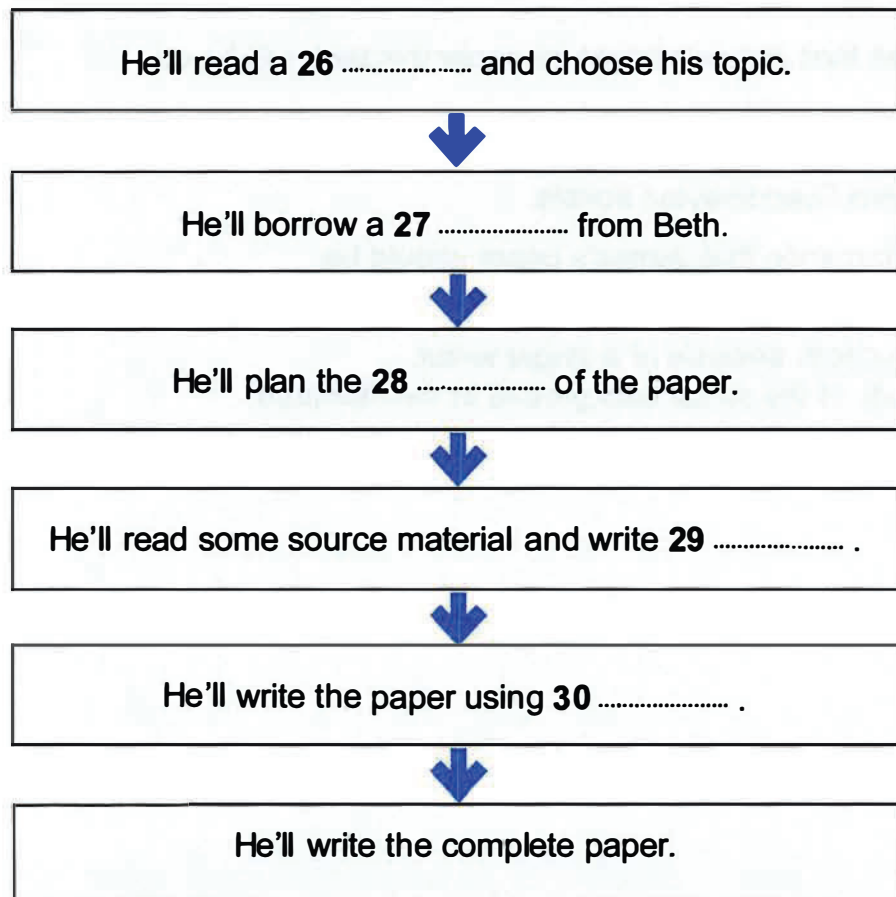 He'll read a 26 ...................... and choose his topic.
He'll borrow a 27 ...................... from Beth.
He'll plan the 28 ...................... of the paper.
He'll read some source material and write 29 ...................... .
He'll write the paper using 30 ...................... .
He'll write the complete paper.